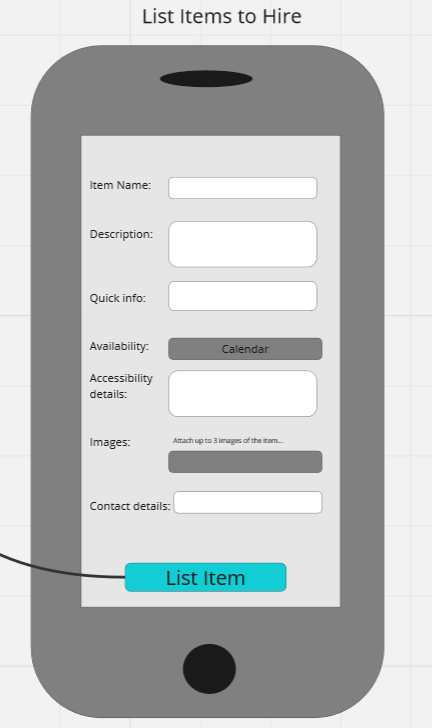 List Items to Hire
Item Name:
Description:
Quick info:
Availability:
Calendar
Accessibility
details:
Images:
Attach up to 3 images of the item...
Contact details:
List Item